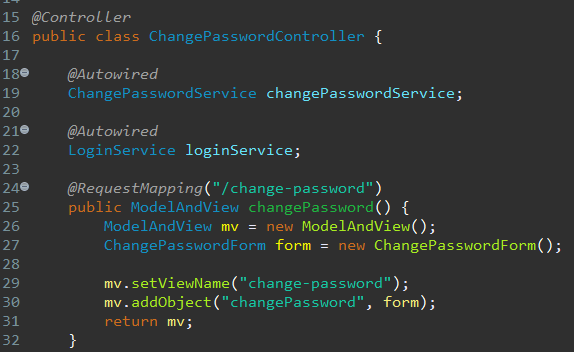 15 @Controller
16 public class ChangePasswordController {
17
18 @Autowired
19 ChangePasswordService changePasswordService;
20
21 @Autowired
22 LoginService loginService;
23
24 @RequestMapping("/change-password")
25 public ModelAndView changePassword() {
26 ModelAndView mv = new ModelAndView();
27 ChangePasswordForm form = new ChangePasswordForm();
28
29 mv.setViewName("change-password");
30 mv.addObject("changePassword", form);
31 return mv;
32 }